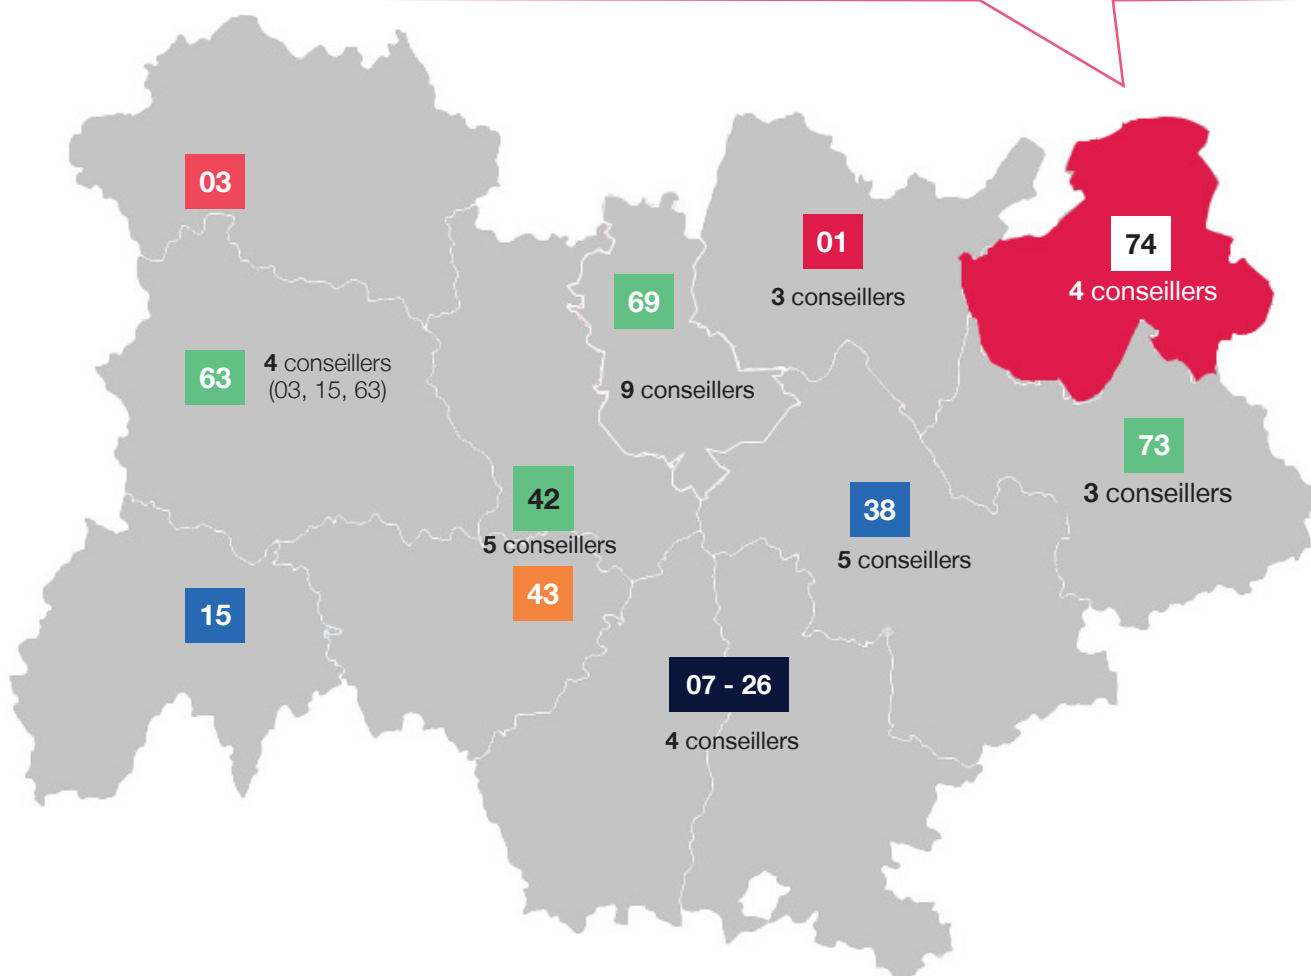 03
01
74
3 conseillers
4 conseillers
69
63
4 conseillers
(03, 15, 63)
9 conseillers
73
3 conseillers
42
5 conseillers
38
5 conseillers
43
15
07 - 26
4 conseillers